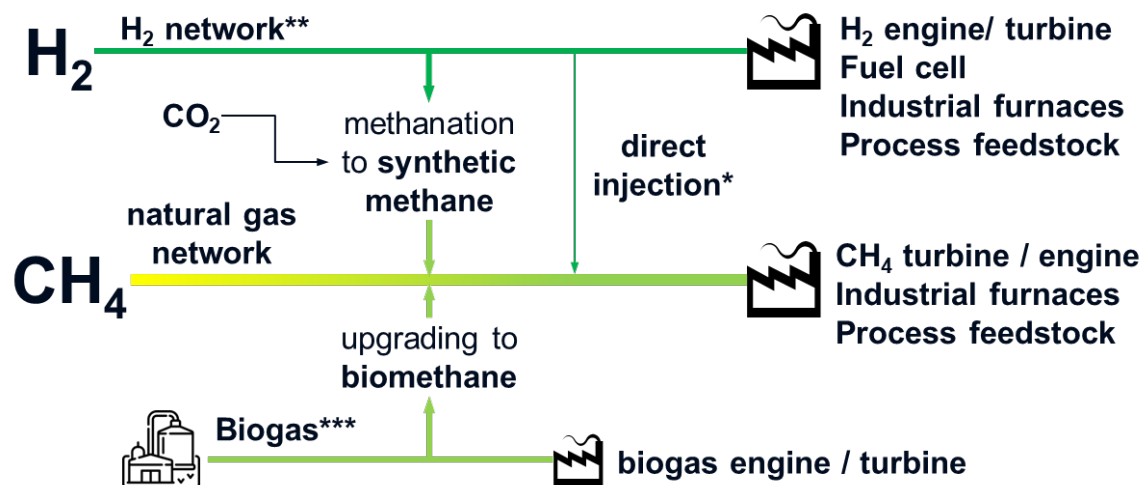 H₂
H₂ network**
H₂ engine/ turbine
Fuel cell
Industrial furnaces
Process feedstock
CO₂
methanation
to synthetic
methane
direct
injection*
natural gas
network
CH₄
CH₄ turbine / engine
Industrial furnaces
Process feedstock
upgrading to
biomethane
Biogas***
biogas engine / turbine